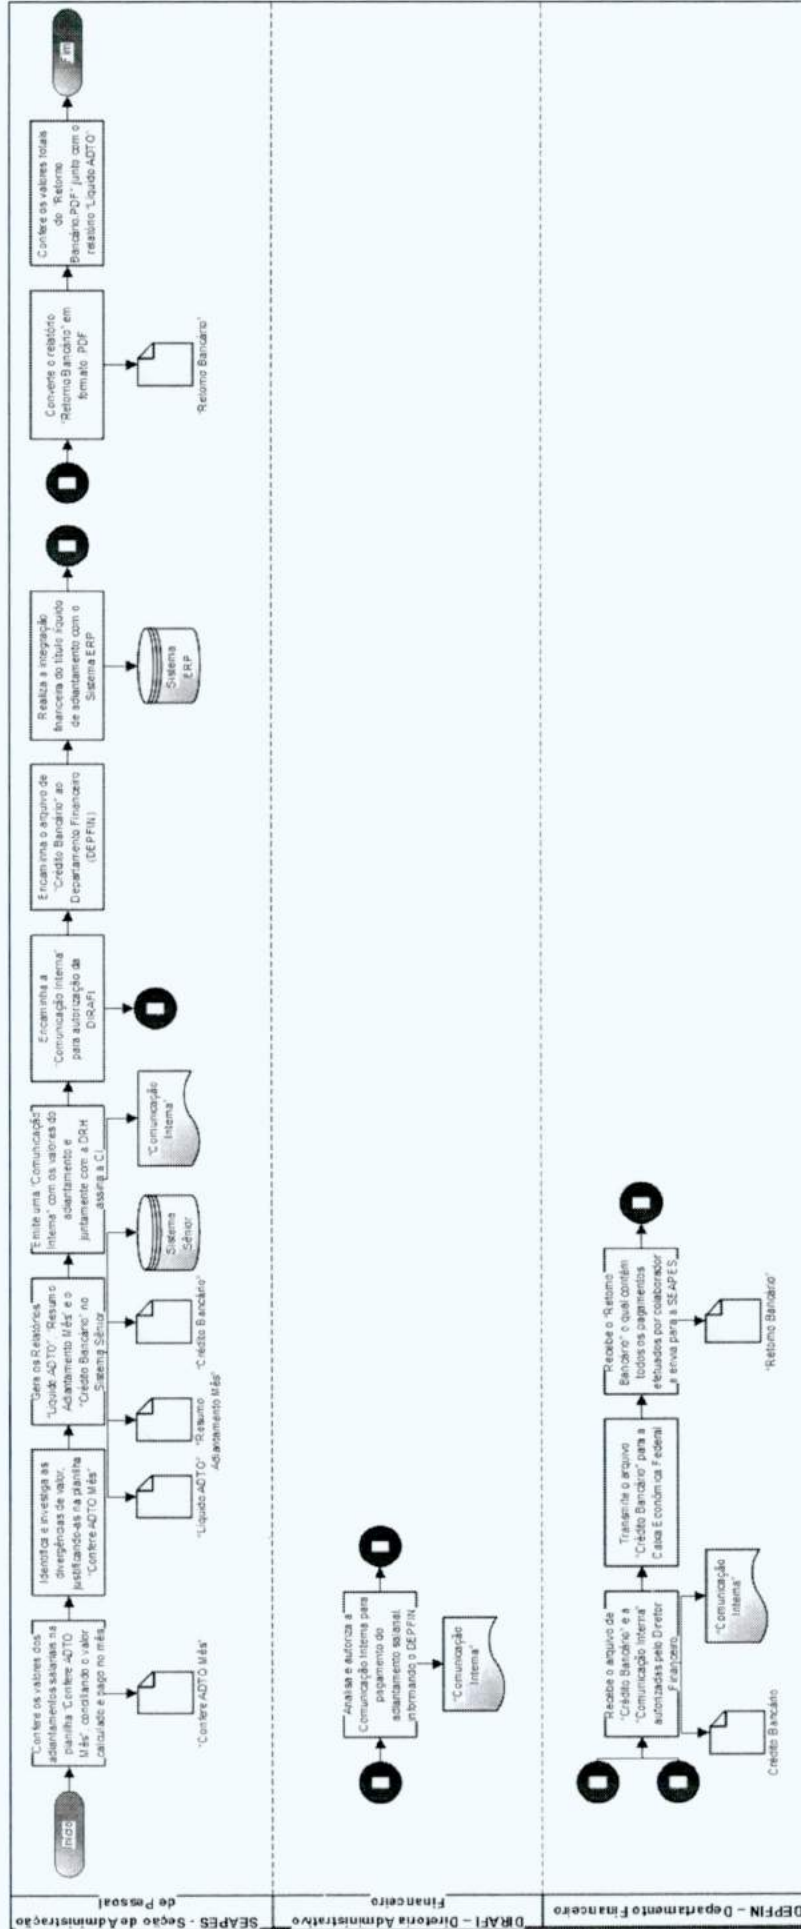 SEAPES - Seção de Administração
de Pessoal
Início
"Confere os valores dos
adiantamentos salariais na
planilha "Confere ADTO
Mês", conciliando o valor
calculado e pago no mês.
"Confere ADTO Mês"
Identifica e investiga as
divergências de valor,
justificando-as na planilha
"Confere ADTO Mês"
"Gera os Relatórios
"Líquido ADTO" "Resumo
Adiantamento Mês" e o
"Crédito Bancário" no
Sistema Sênior
"Líquido ADTO"
"Resumo
Adiantamento Mês"
"Crédito Bancário"
Sistema
Sênior
Emite uma "Comunicação
Interna" com os valores do
adiantamento e
juntamente com a DRH
assina a CI
"Comunicação
Interna"
Encaminha a
"Comunicação Interna"
para autorização da
DIRAFI
Encaminha o arquivo de
"Crédito Bancário" ao
Departamento Financeiro
(DEPFIN)
Realiza a integração
financeira do título líquido
de adiantamento com o
Sistema ERP
Sistema
ERP
Converte o relatório
"Retorno Bancário" em
formato .PDF
"Retorno Bancário"
Confere os valores totais
do "Retorno
Bancário.PDF" junto com o
relatório "Líquido ADTO"
Fim
DIRAFI - Diretoria Administrativo
Financeiro
Analisa e autoriza a
Comunicação Interna para
pagamento do
adiantamento salarial,
informando o DEPFIN
"Comunicação
Interna"
DEPFIN - Departamento Financeiro
Recebe o arquivo de
"Crédito Bancário" e a
"Comunicação Interna"
autorizadas pelo Diretor
Financeiro
Crédito Bancário
"Comunicação
Interna"
Transmite o arquivo
"Crédito Bancário" para a
Caixa Econômica Federal
Recebe o "Retorno
Bancário" o qual contém
todos os pagamentos
efetuados por colaborador
e envia para a SEAPES
"Retorno Bancário"